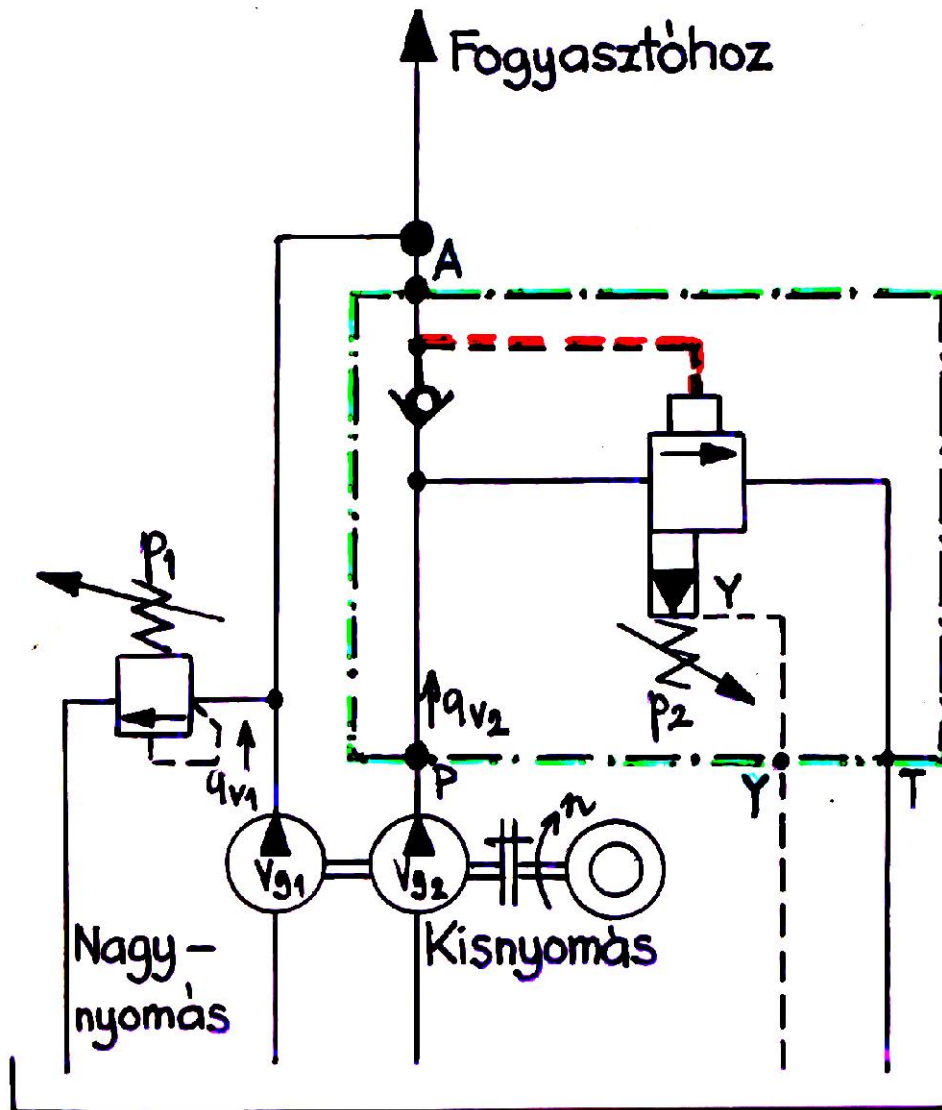 Fogyasztóhoz
A
p1
Y
p2
qv2
qv1
P
Y
T
n
Vg1
Vg2
Nagy-
nyomás
Kisnyomás